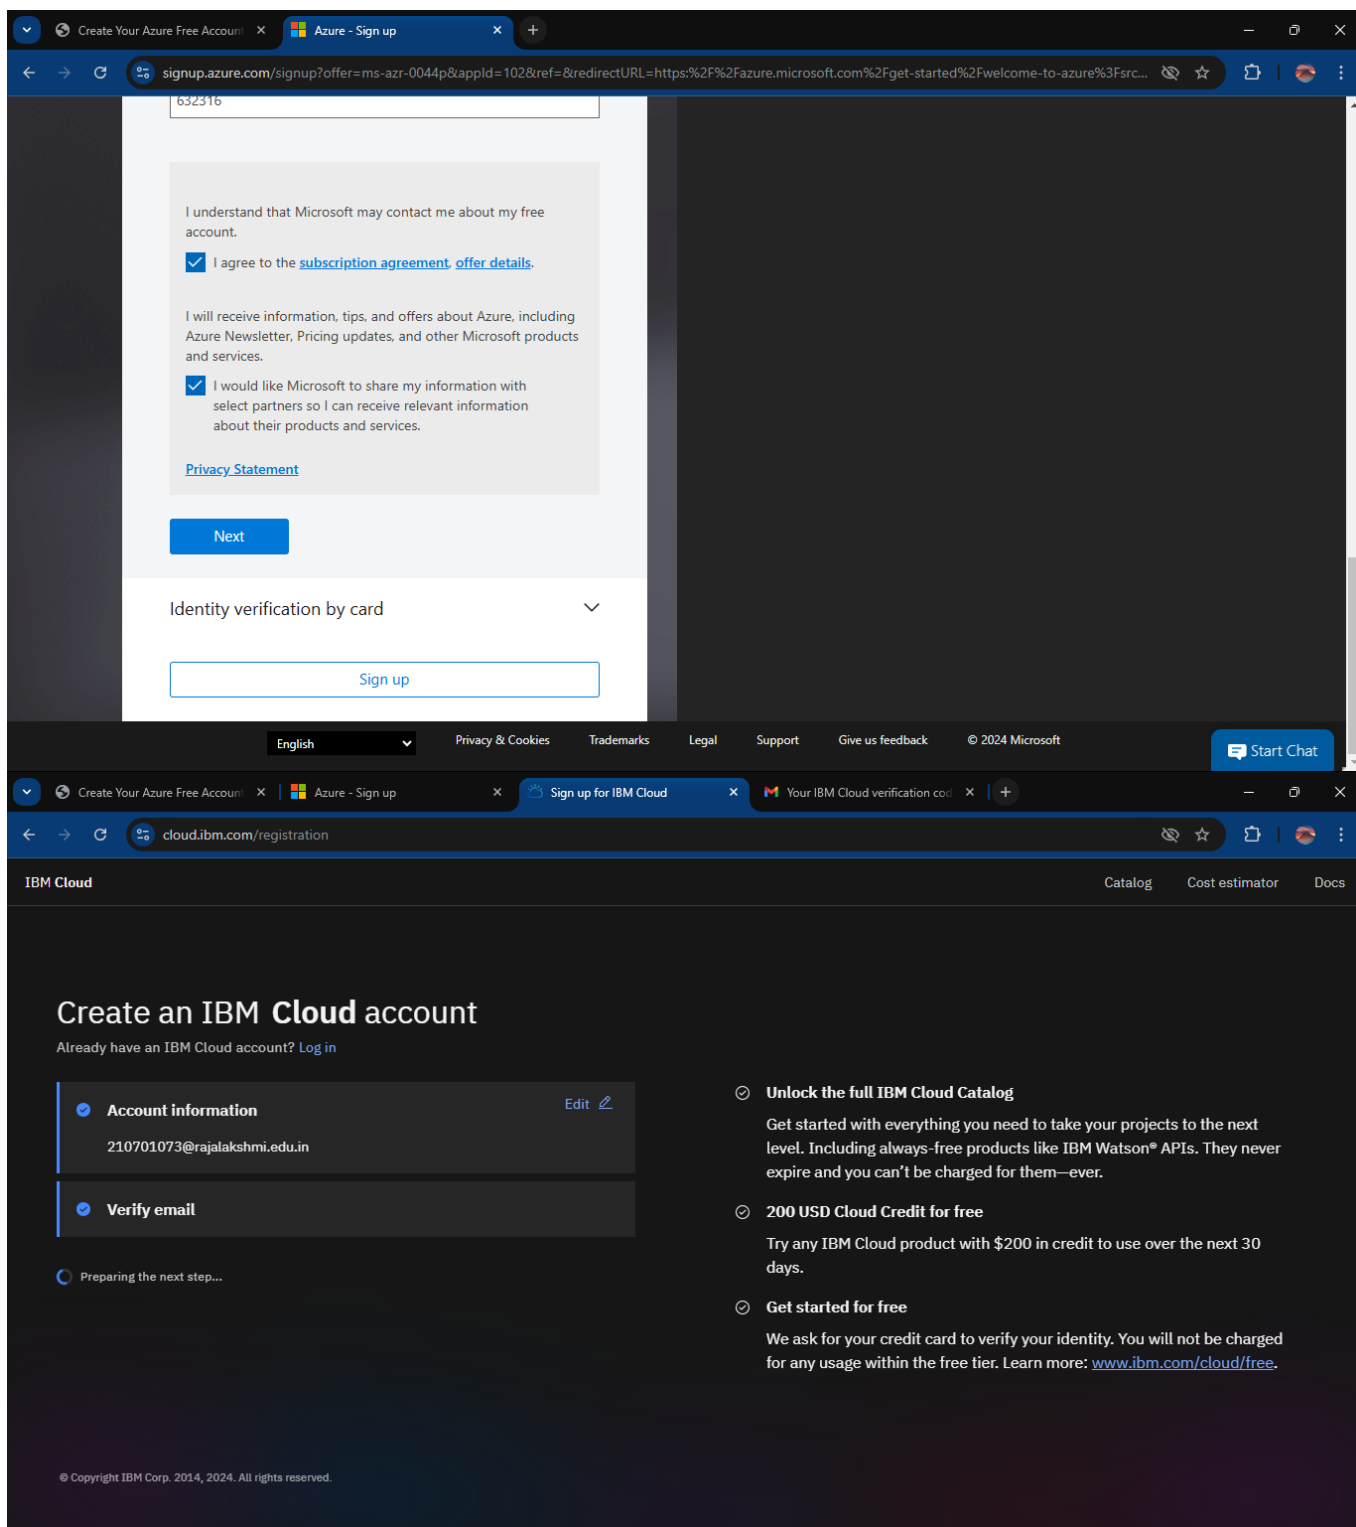 Create Your Azure Free Account
Azure - Sign up
signup.azure.com/signup?offer=ms-azr-0044p&appId=102&ref=&redirectURL=https:%2F%2Fazure.microsoft.com%2Fget-started%2Fwelcome-to-azure%3Fsrc...
632316
I understand that Microsoft may contact me about my free
account.
I agree to the subscription agreement, offer details.
I will receive information, tips, and offers about Azure, including
Azure Newsletter, Pricing updates, and other Microsoft products
and services.
I would like Microsoft to share my information with
select partners so I can receive relevant information
about their products and services.
Privacy Statement
Next
Identity verification by card
Sign up
English
Privacy & Cookies
Trademarks
Legal
Support
Give us feedback
© 2024 Microsoft
Start Chat
Create Your Azure Free Account
Azure - Sign up
Sign up for IBM Cloud
Your IBM Cloud verification cod
cloud.ibm.com/registration
IBM Cloud
Catalog
Cost estimator
Docs
Create an IBM Cloud account
Already have an IBM Cloud account? Log in
Account information
Edit
210701073@rajalakshmi.edu.in
Verify email
Preparing the next step...
Unlock the full IBM Cloud Catalog
Get started with everything you need to take your projects to the next
level. Including always-free products like IBM Watson® APIs. They never
expire and you can't be charged for them—ever.
200 USD Cloud Credit for free
Try any IBM Cloud product with $200 in credit to use over the next 30
days.
Get started for free
We ask for your credit card to verify your identity. You will not be charged
for any usage within the free tier. Learn more: www.ibm.com/cloud/free.
© Copyright IBM Corp. 2014, 2024. All rights reserved.